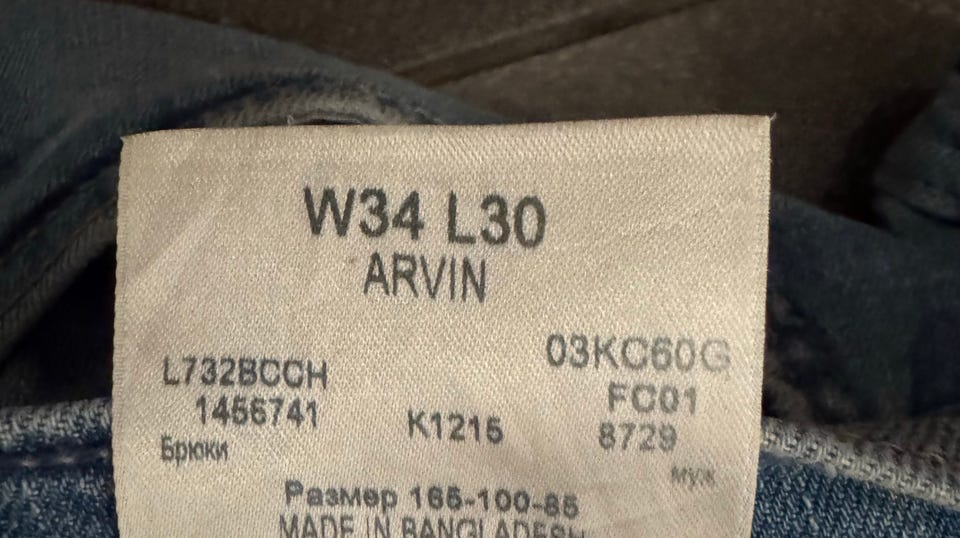 W34 L30
ARVIN
L732BCCH
03KC60G
1456741
FC01
K1215
8729
Брюки
муж
Размер 165-100-85
MADE IN BANGLADESH